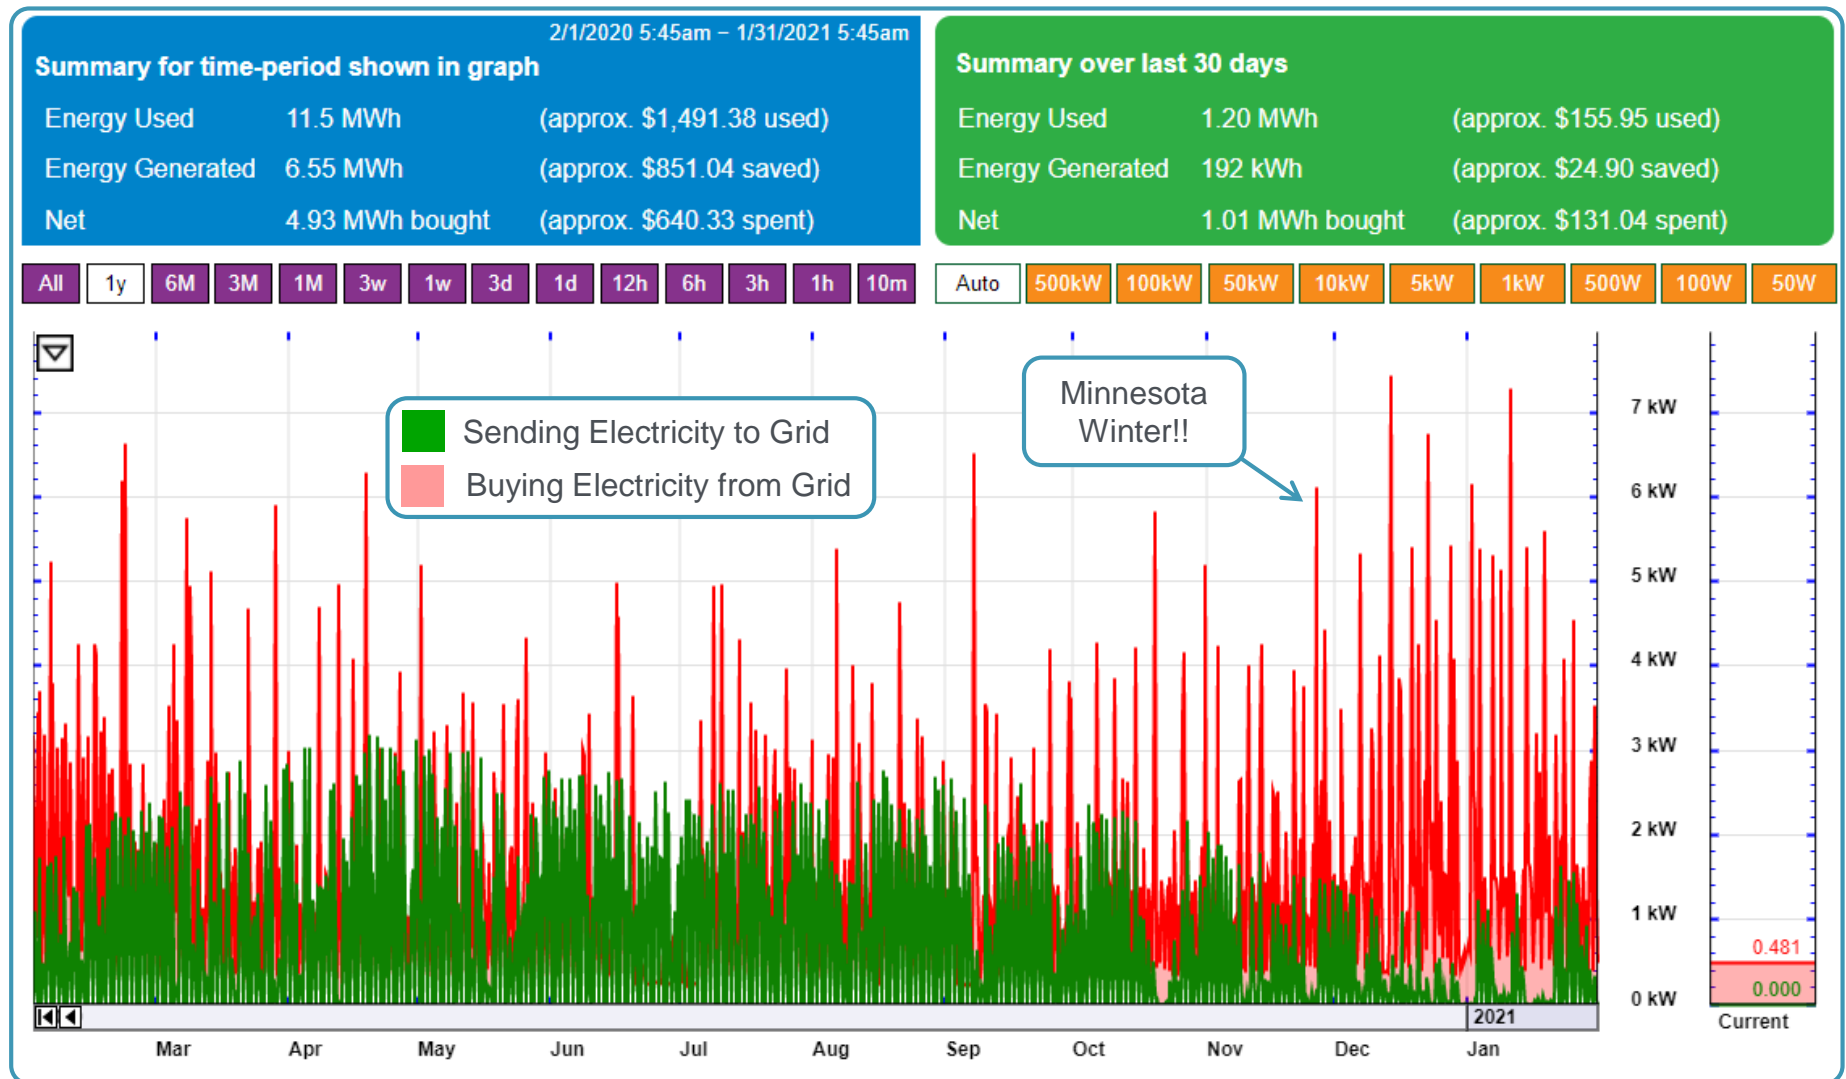 2/1/2020 5:45am – 1/31/2021 5:45am
Summary for time-period shown in graph
Energy Used 11.5 MWh (approx. $1,491.38 used)
Energy Generated 6.55 MWh (approx. $851.04 saved)
Net 4.93 MWh bought (approx. $640.33 spent)
Summary over last 30 days
Energy Used 1.20 MWh (approx. $155.95 used)
Energy Generated 192 kWh (approx. $24.90 saved)
Net 1.01 MWh bought (approx. $131.04 spent)
All 1y 6M 3M 1M 3w 1w 3d 1d 12h 6h 3h 1h 10m
Auto 500kW 100kW 50kW 10kW 5kW 1kW 500W 100W 50W
Sending Electricity to Grid
Buying Electricity from Grid
Minnesota
Winter!!
7 kW
6 kW
5 kW
4 kW
3 kW
2 kW
1 kW
0 kW
0.481
0.000
Current
2021
Mar Apr May Jun Jul Aug Sep Oct Nov Dec Jan